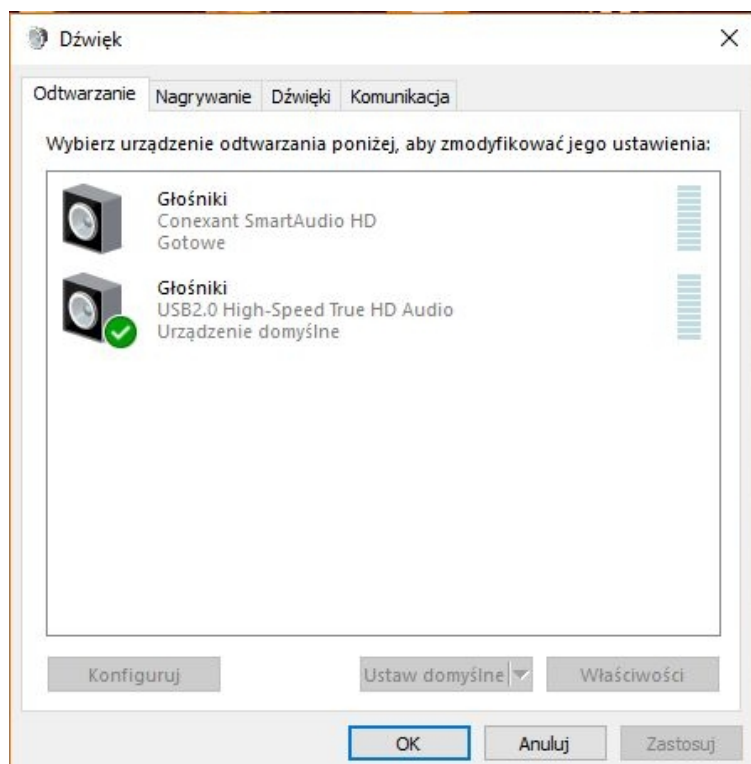 Dźwięk
Odtwarzanie Nagrywanie Dźwięki Komunikacja
Wybierz urządzenie odtwarzania poniżej, aby zmodyfikować jego ustawienia:
Głośniki
Conexant SmartAudio HD
Gotowe
Głośniki
USB2.0 High-Speed True HD Audio
Urządzenie domyślne
Konfiguruj Ustaw domyślne Właściwości
OK Anuluj Zastosuj